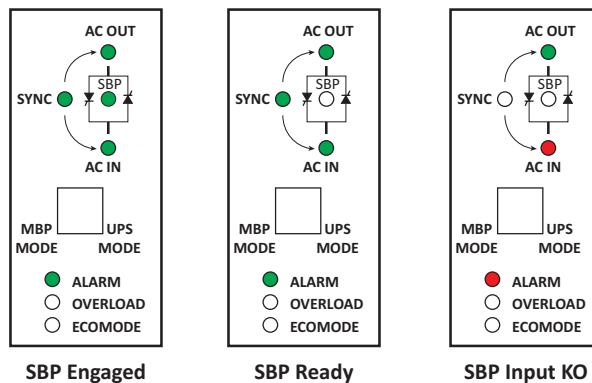 AC OUT
SBP
SYNC
AC IN
MBP
MODE
UPS
MODE
ALARM
OVERLOAD
ECOMODE
SBP Engaged
AC OUT
SBP
SYNC
AC IN
MBP
MODE
UPS
MODE
ALARM
OVERLOAD
ECOMODE
SBP Ready
AC OUT
SBP
SYNC
AC IN
MBP
MODE
UPS
MODE
ALARM
OVERLOAD
ECOMODE
SBP Input KO